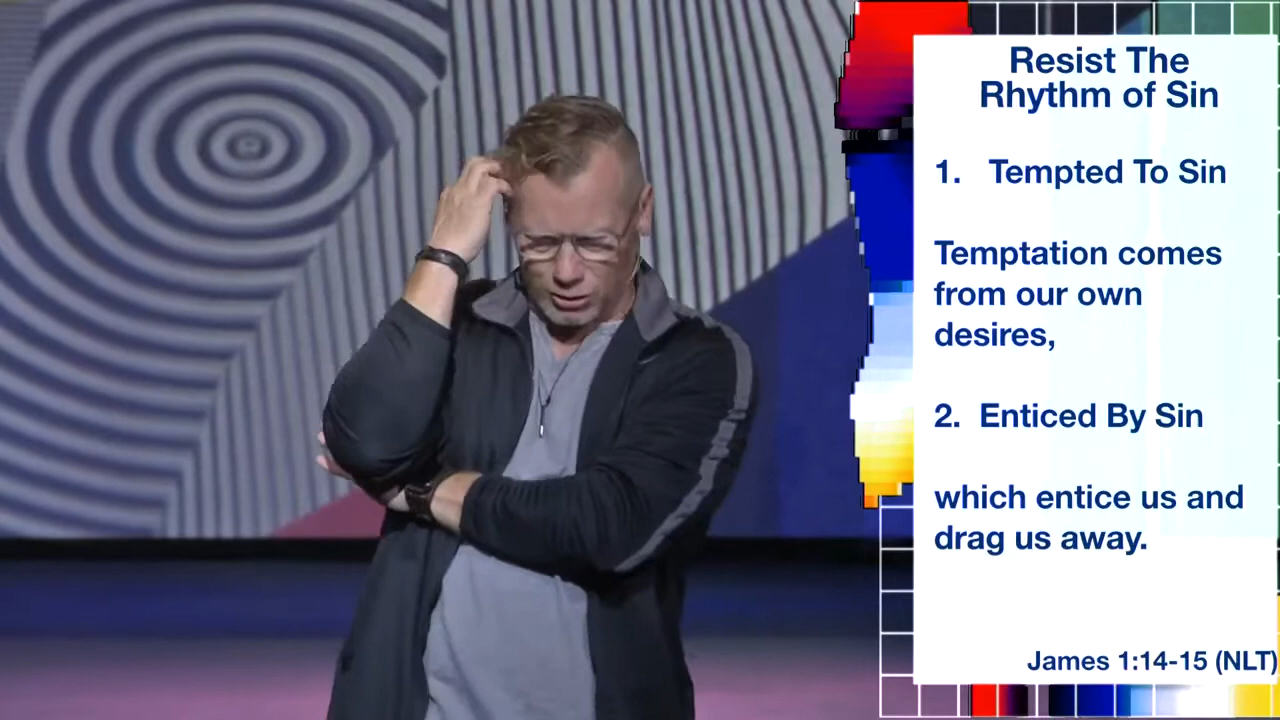 Resist The
Rhythm of Sin
1. Tempted To Sin
Temptation comes
from our own
desires,
2. Enticed By Sin
which entice us and
drag us away.
James 1:14-15 (NLT)